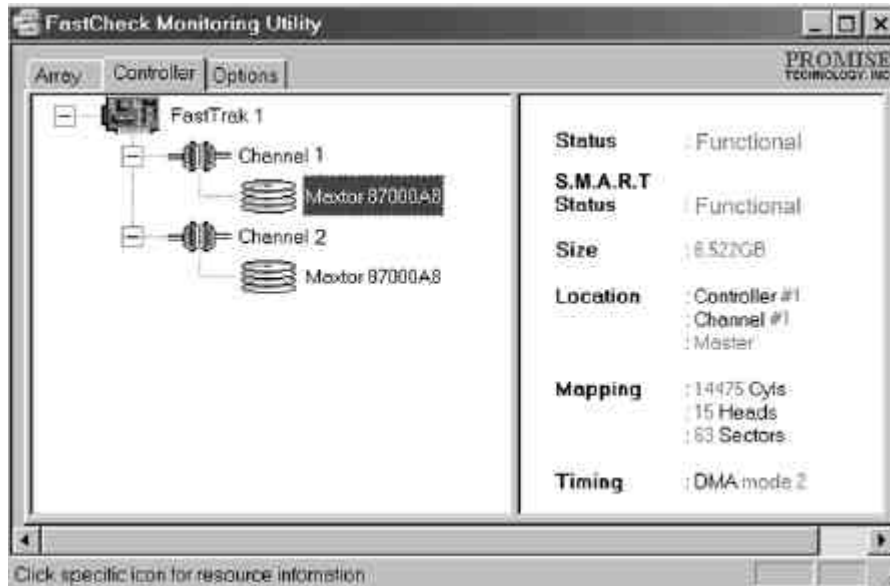 FastCheck Monitoring Utility
PROMISE
TECHNOLOGY, INC
Array Controller Options
FastTrak 1
Channel 1
Maxtor 87000A8
Channel 2
Maxtor 87000A8
Status : Functional
S.M.A.R.T
Status : Functional
Size : 6.522GB
Location : Controller #1
: Channel #1
: Master
Mapping : 14475 Cyls
: 15 Heads
: 63 Sectors
Timing : DMA mode 2
Click specific icon for resource infomation